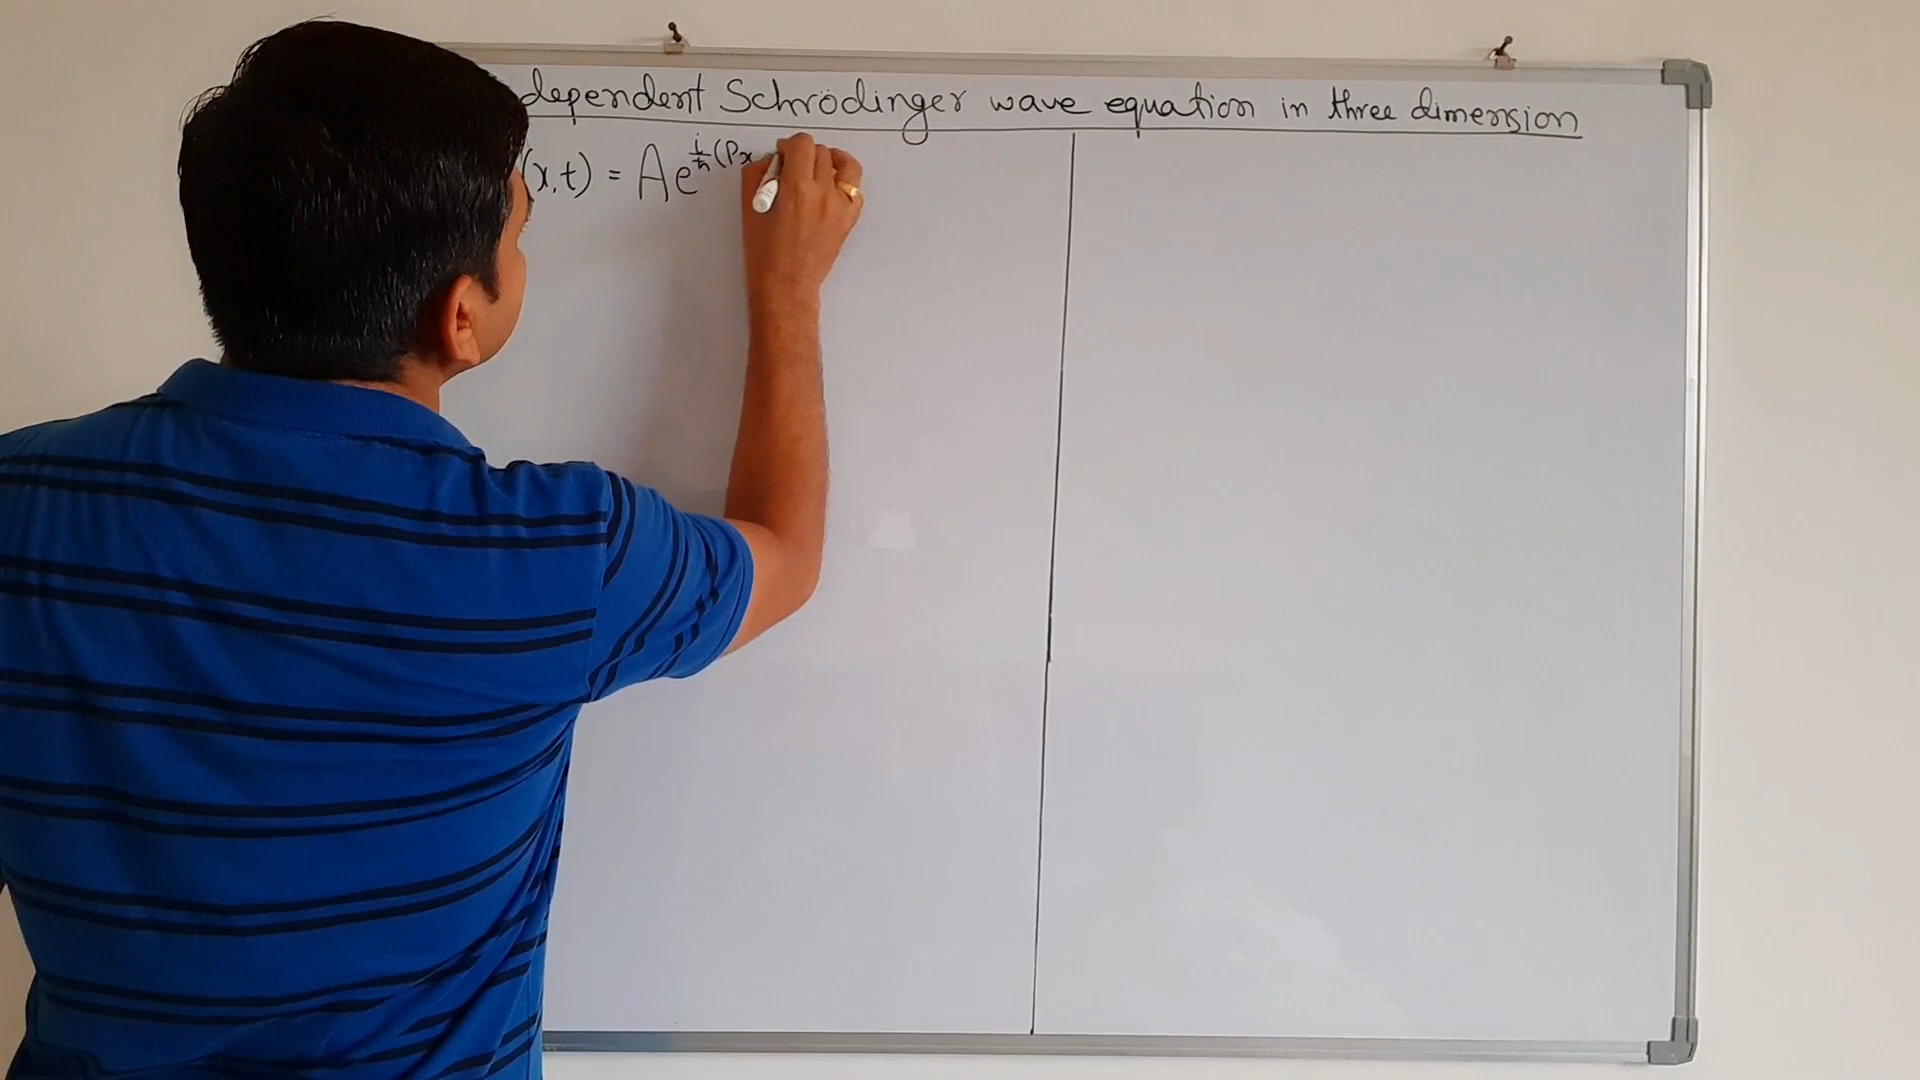 dependent Schrödinger wave equation in three dimension
(x,t) = Ae^{i/ħ(Px